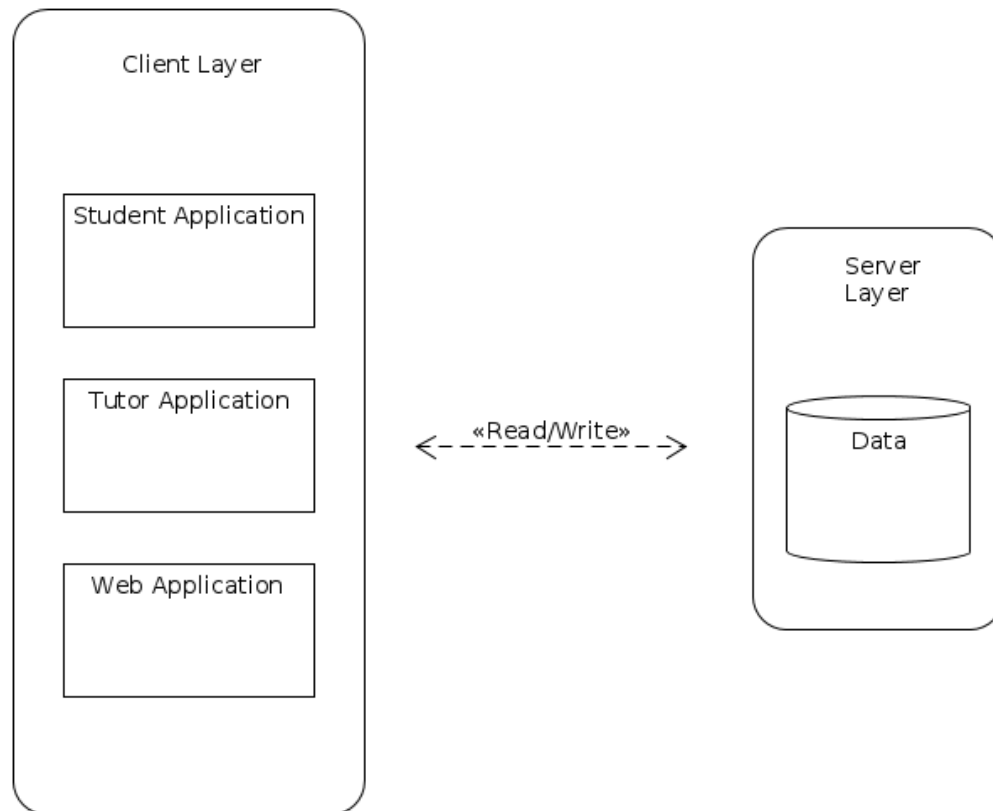 Client Layer
Student Application
Tutor Application
Web Application
«Read/Write»
Server
Layer
Data